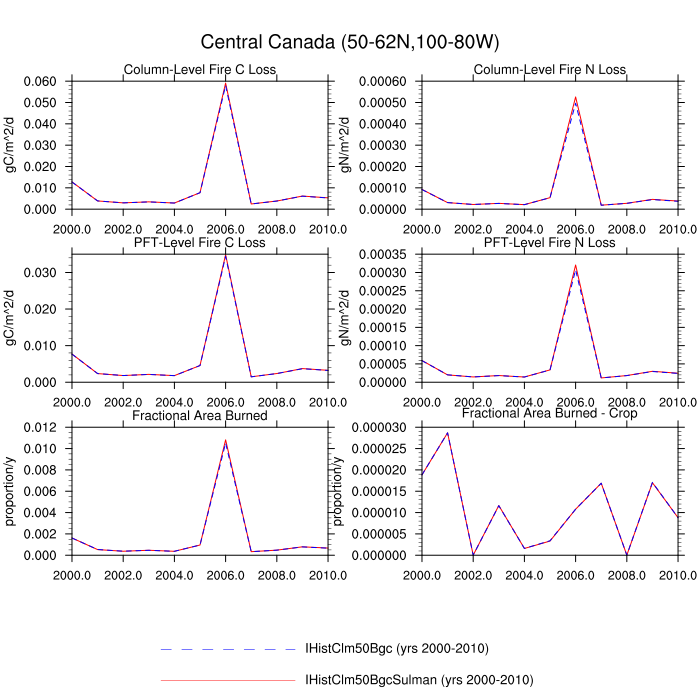 Central Canada (50-62N,100-80W)
Column-Level Fire C Loss
gC/m^2/d
0.060
0.050
0.040
0.030
0.020
0.010
0.000
2000.0 2002.0 2004.0 2006.0 2008.0 2010.0
Column-Level Fire N Loss
gN/m^2/d
0.00060
0.00050
0.00040
0.00030
0.00020
0.00010
0.00000
2000.0 2002.0 2004.0 2006.0 2008.0 2010.0
PFT-Level Fire C Loss
gC/m^2/d
0.030
0.020
0.010
0.000
2000.0 2002.0 2004.0 2006.0 2008.0 2010.0
PFT-Level Fire N Loss
gN/m^2/d
0.00035
0.00030
0.00025
0.00020
0.00015
0.00010
0.00005
0.00000
2000.0 2002.0 2004.0 2006.0 2008.0 2010.0
Fractional Area Burned
proportion/y
0.012
0.010
0.008
0.006
0.004
0.002
0.000
2000.0 2002.0 2004.0 2006.0 2008.0 2010.0
Fractional Area Burned - Crop
proportion/y
0.000030
0.000025
0.000020
0.000015
0.000010
0.000005
0.000000
2000.0 2002.0 2004.0 2006.0 2008.0 2010.0
IHistClm50Bgc (yrs 2000-2010)
IHistClm50BgcSulman (yrs 2000-2010)